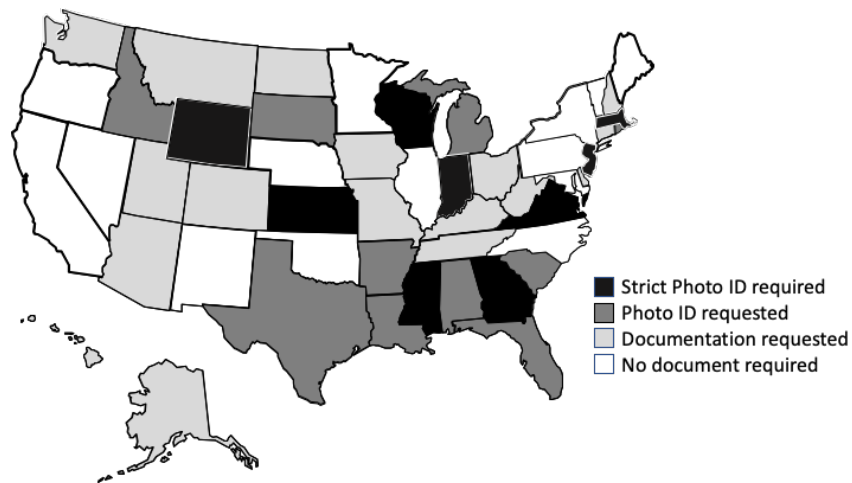 Strict Photo ID required
Photo ID requested
Documentation requested
No document required